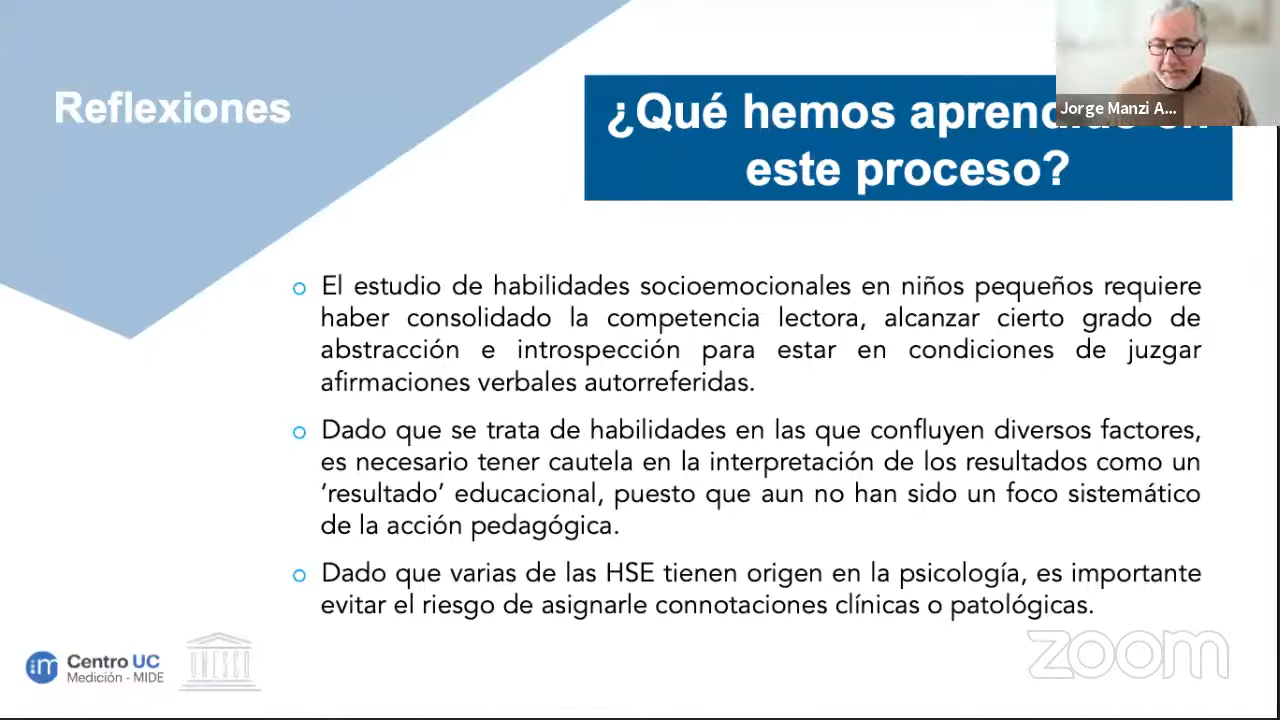 Reflexiones
¿Qué hemos
este proceso?
Jorge Manzi A...
El estudio de habilidades socioemocionales en niños pequeños requiere
haber consolidado la competencia lectora, alcanzar cierto grado de
abstracción e introspección para estar en condiciones de juzgar
afirmaciones verbales autorreferidas.
Dado que se trata de habilidades en las que confluyen diversos factores,
es necesario tener cautela en la interpretación de los resultados como un
‘resultado’ educacional, puesto que aun no han sido un foco sistemático
de la acción pedagógica.
Dado que varias de las HSE tienen origen en la psicología, es importante
evitar el riesgo de asignarle connotaciones clínicas o patológicas.
Centro UC
Medición - MIDE
UNESCO
zoom